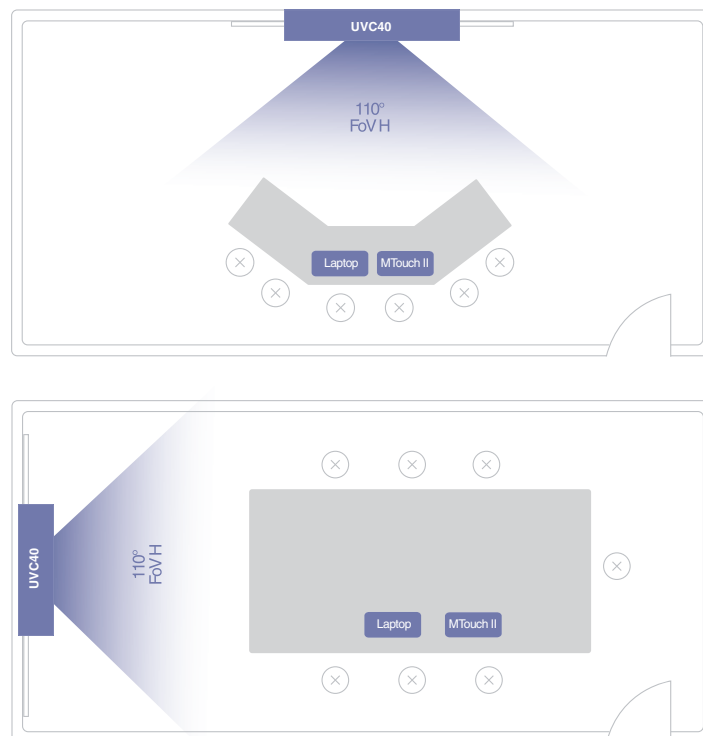 UVC40
110°
FoV H
Laptop
MTouch II
UVC40
110°
FoV H
Laptop
MTouch II